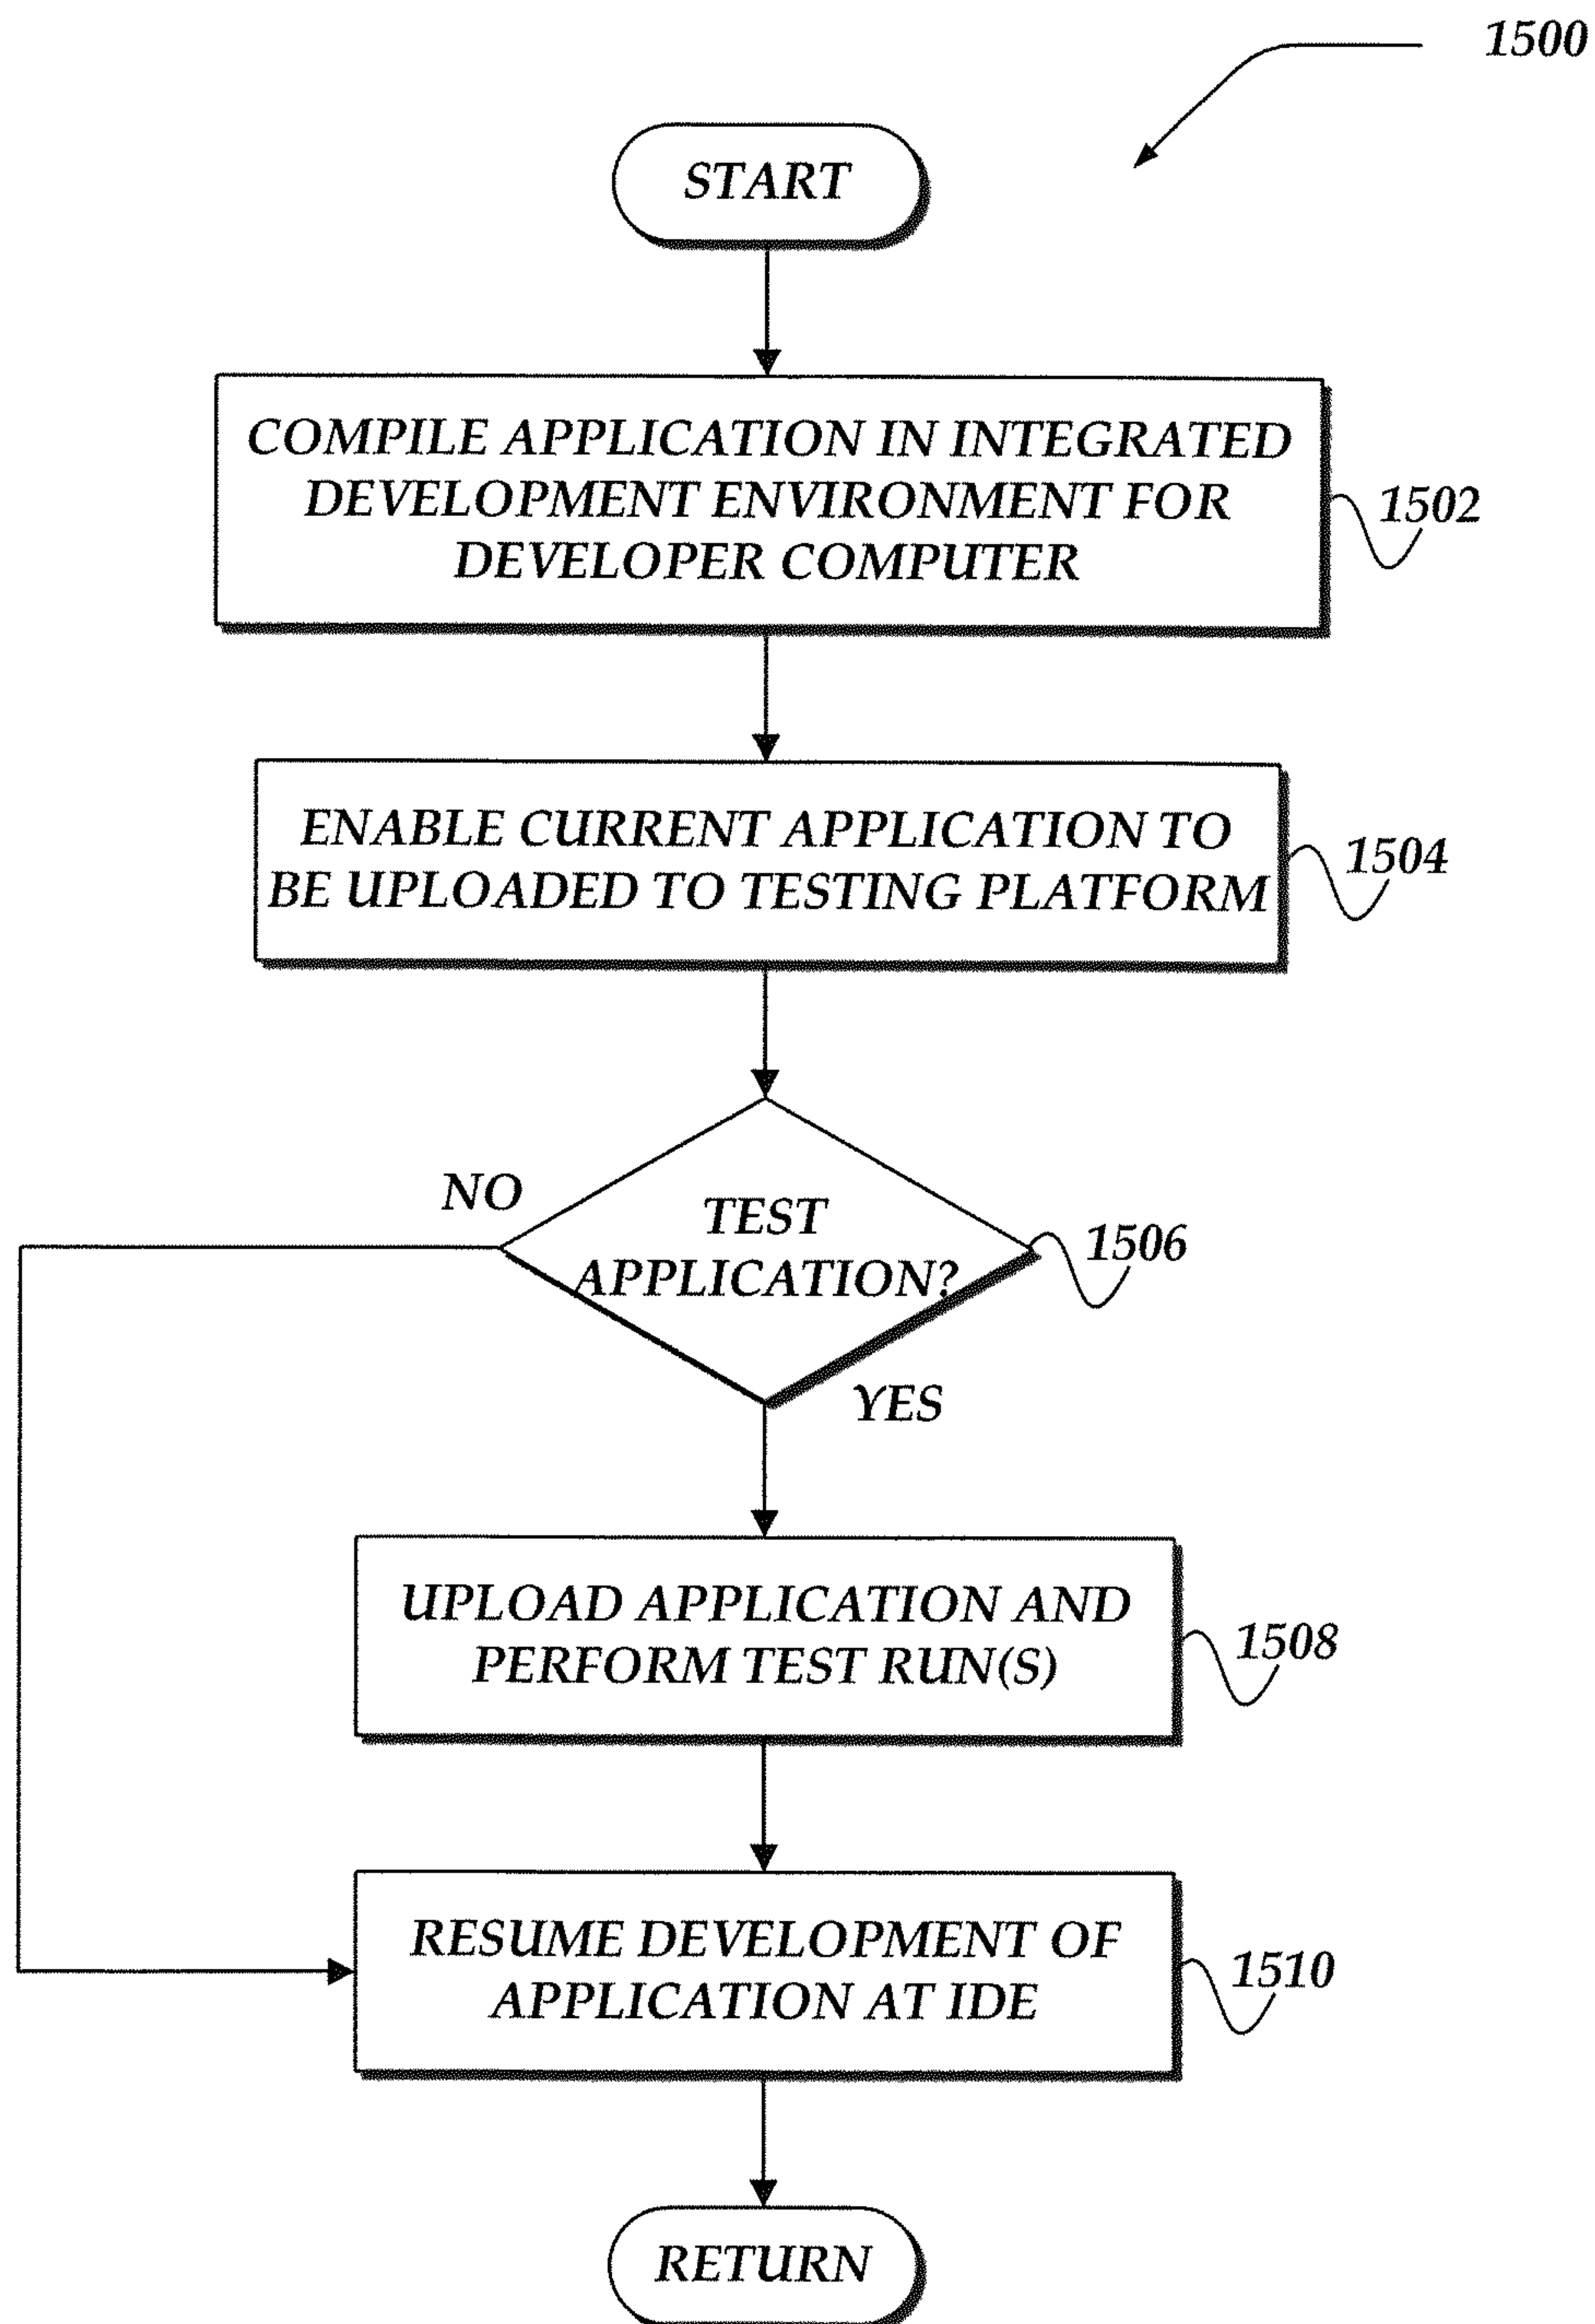 1500
START
COMPILE APPLICATION IN INTEGRATED
DEVELOPMENT ENVIRONMENT FOR
DEVELOPER COMPUTER
1502
ENABLE CURRENT APPLICATION TO
BE UPLOADED TO TESTING PLATFORM
1504
NO
TEST
APPLICATION?
1506
YES
UPLOAD APPLICATION AND
PERFORM TEST RUN(S)
1508
RESUME DEVELOPMENT OF
APPLICATION AT IDE
1510
RETURN